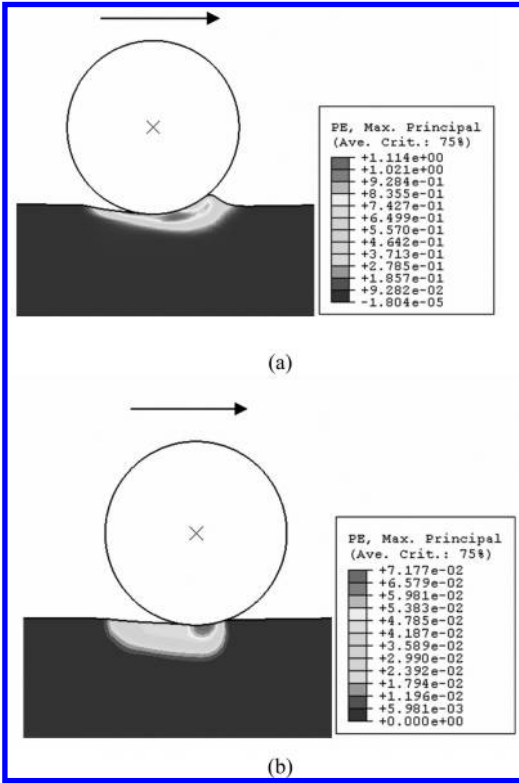 PE, Max. Principal
(Ave. Crit.: 75%)
+1.114e+00
+1.021e+00
+9.284e-01
+8.355e-01
+7.427e-01
+6.499e-01
+5.570e-01
+4.642e-01
+3.713e-01
+2.785e-01
+1.857e-01
+9.282e-02
-1.804e-05
(a)
PE, Max. Principal
(Ave. Crit.: 75%)
+7.177e-02
+6.579e-02
+5.981e-02
+5.383e-02
+4.785e-02
+4.187e-02
+3.589e-02
+2.990e-02
+2.392e-02
+1.794e-02
+1.196e-02
+5.981e-03
+0.000e+00
(b)